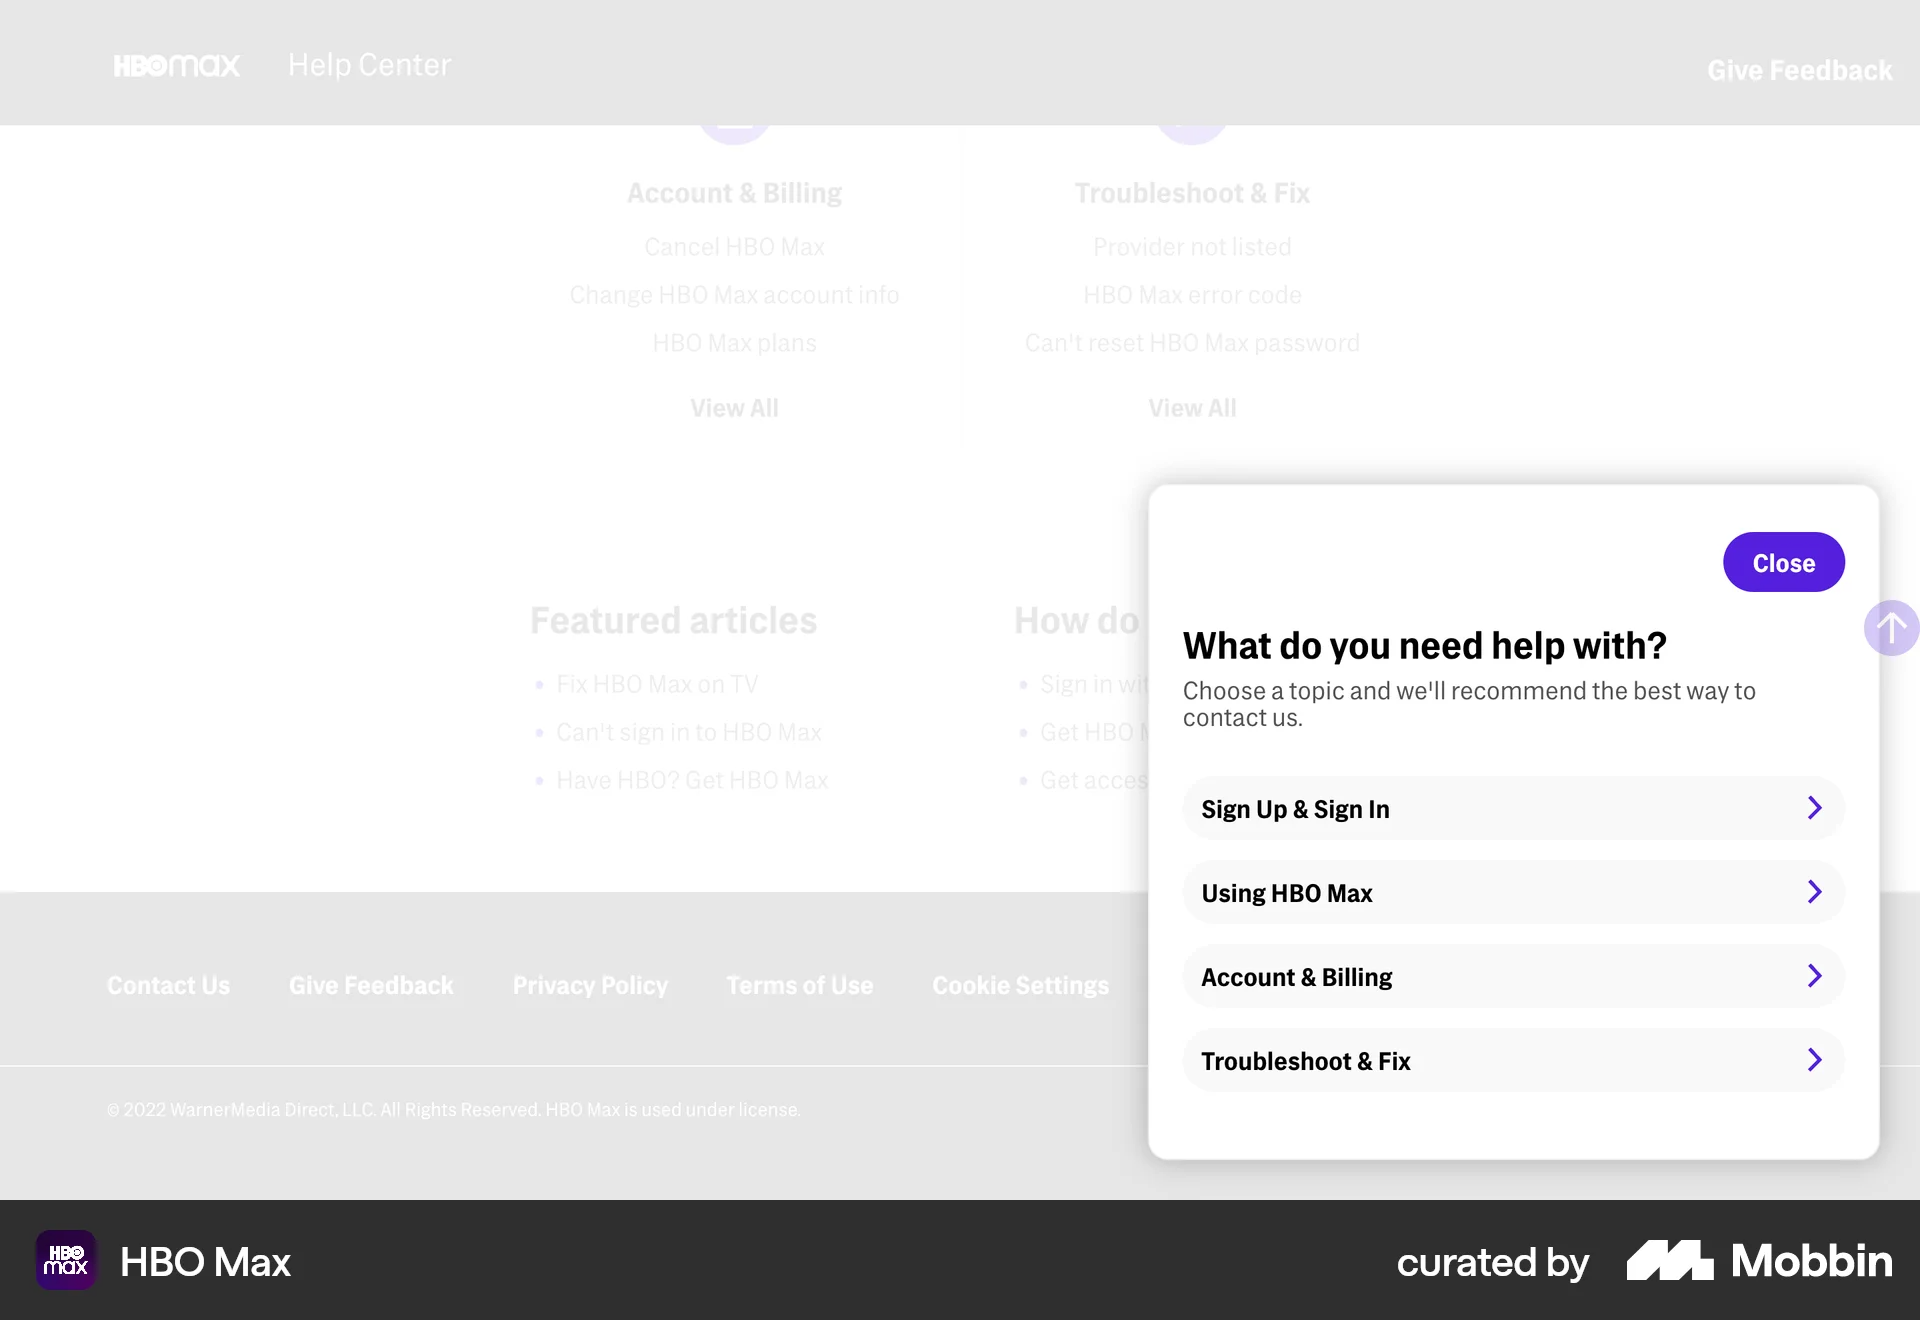 HBOMAX Help Center
Give Feedback
Account & Billing
Cancel HBO Max
Change HBO Max account info
HBO Max plans
View All
Troubleshoot & Fix
Provider not listed
HBO Max error code
Can't reset HBO Max password
View All
Featured articles
Fix HBO Max on TV
Can't sign in to HBO Max
Have HBO? Get HBO Max
How do
Sign in
Get HBO
Get
Close
What do you need help with?
Choose a topic and we'll recommend the best way to
contact us.
Sign Up & Sign In
Using HBO Max
Account & Billing
Troubleshoot & Fix
Contact Us
Give Feedback
Privacy Policy
Terms of Use
Cookie Settings
© 2022 WarnerMedia Direct, LLC. All Rights Reserved. HBO Max is used under license.
HBO
max
HBO Max
curated by
Mobbin